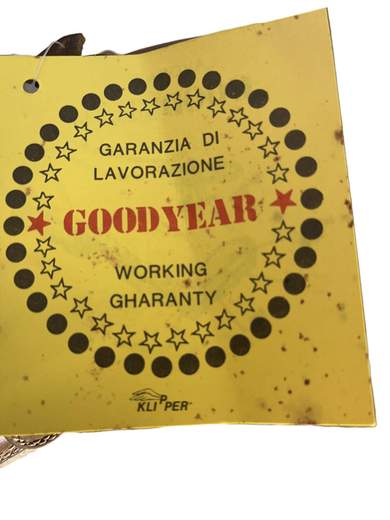 GARANZIA DI
LAVORAZIONE
GOODYEAR
WORKING
GHARANTY
KLIPPER